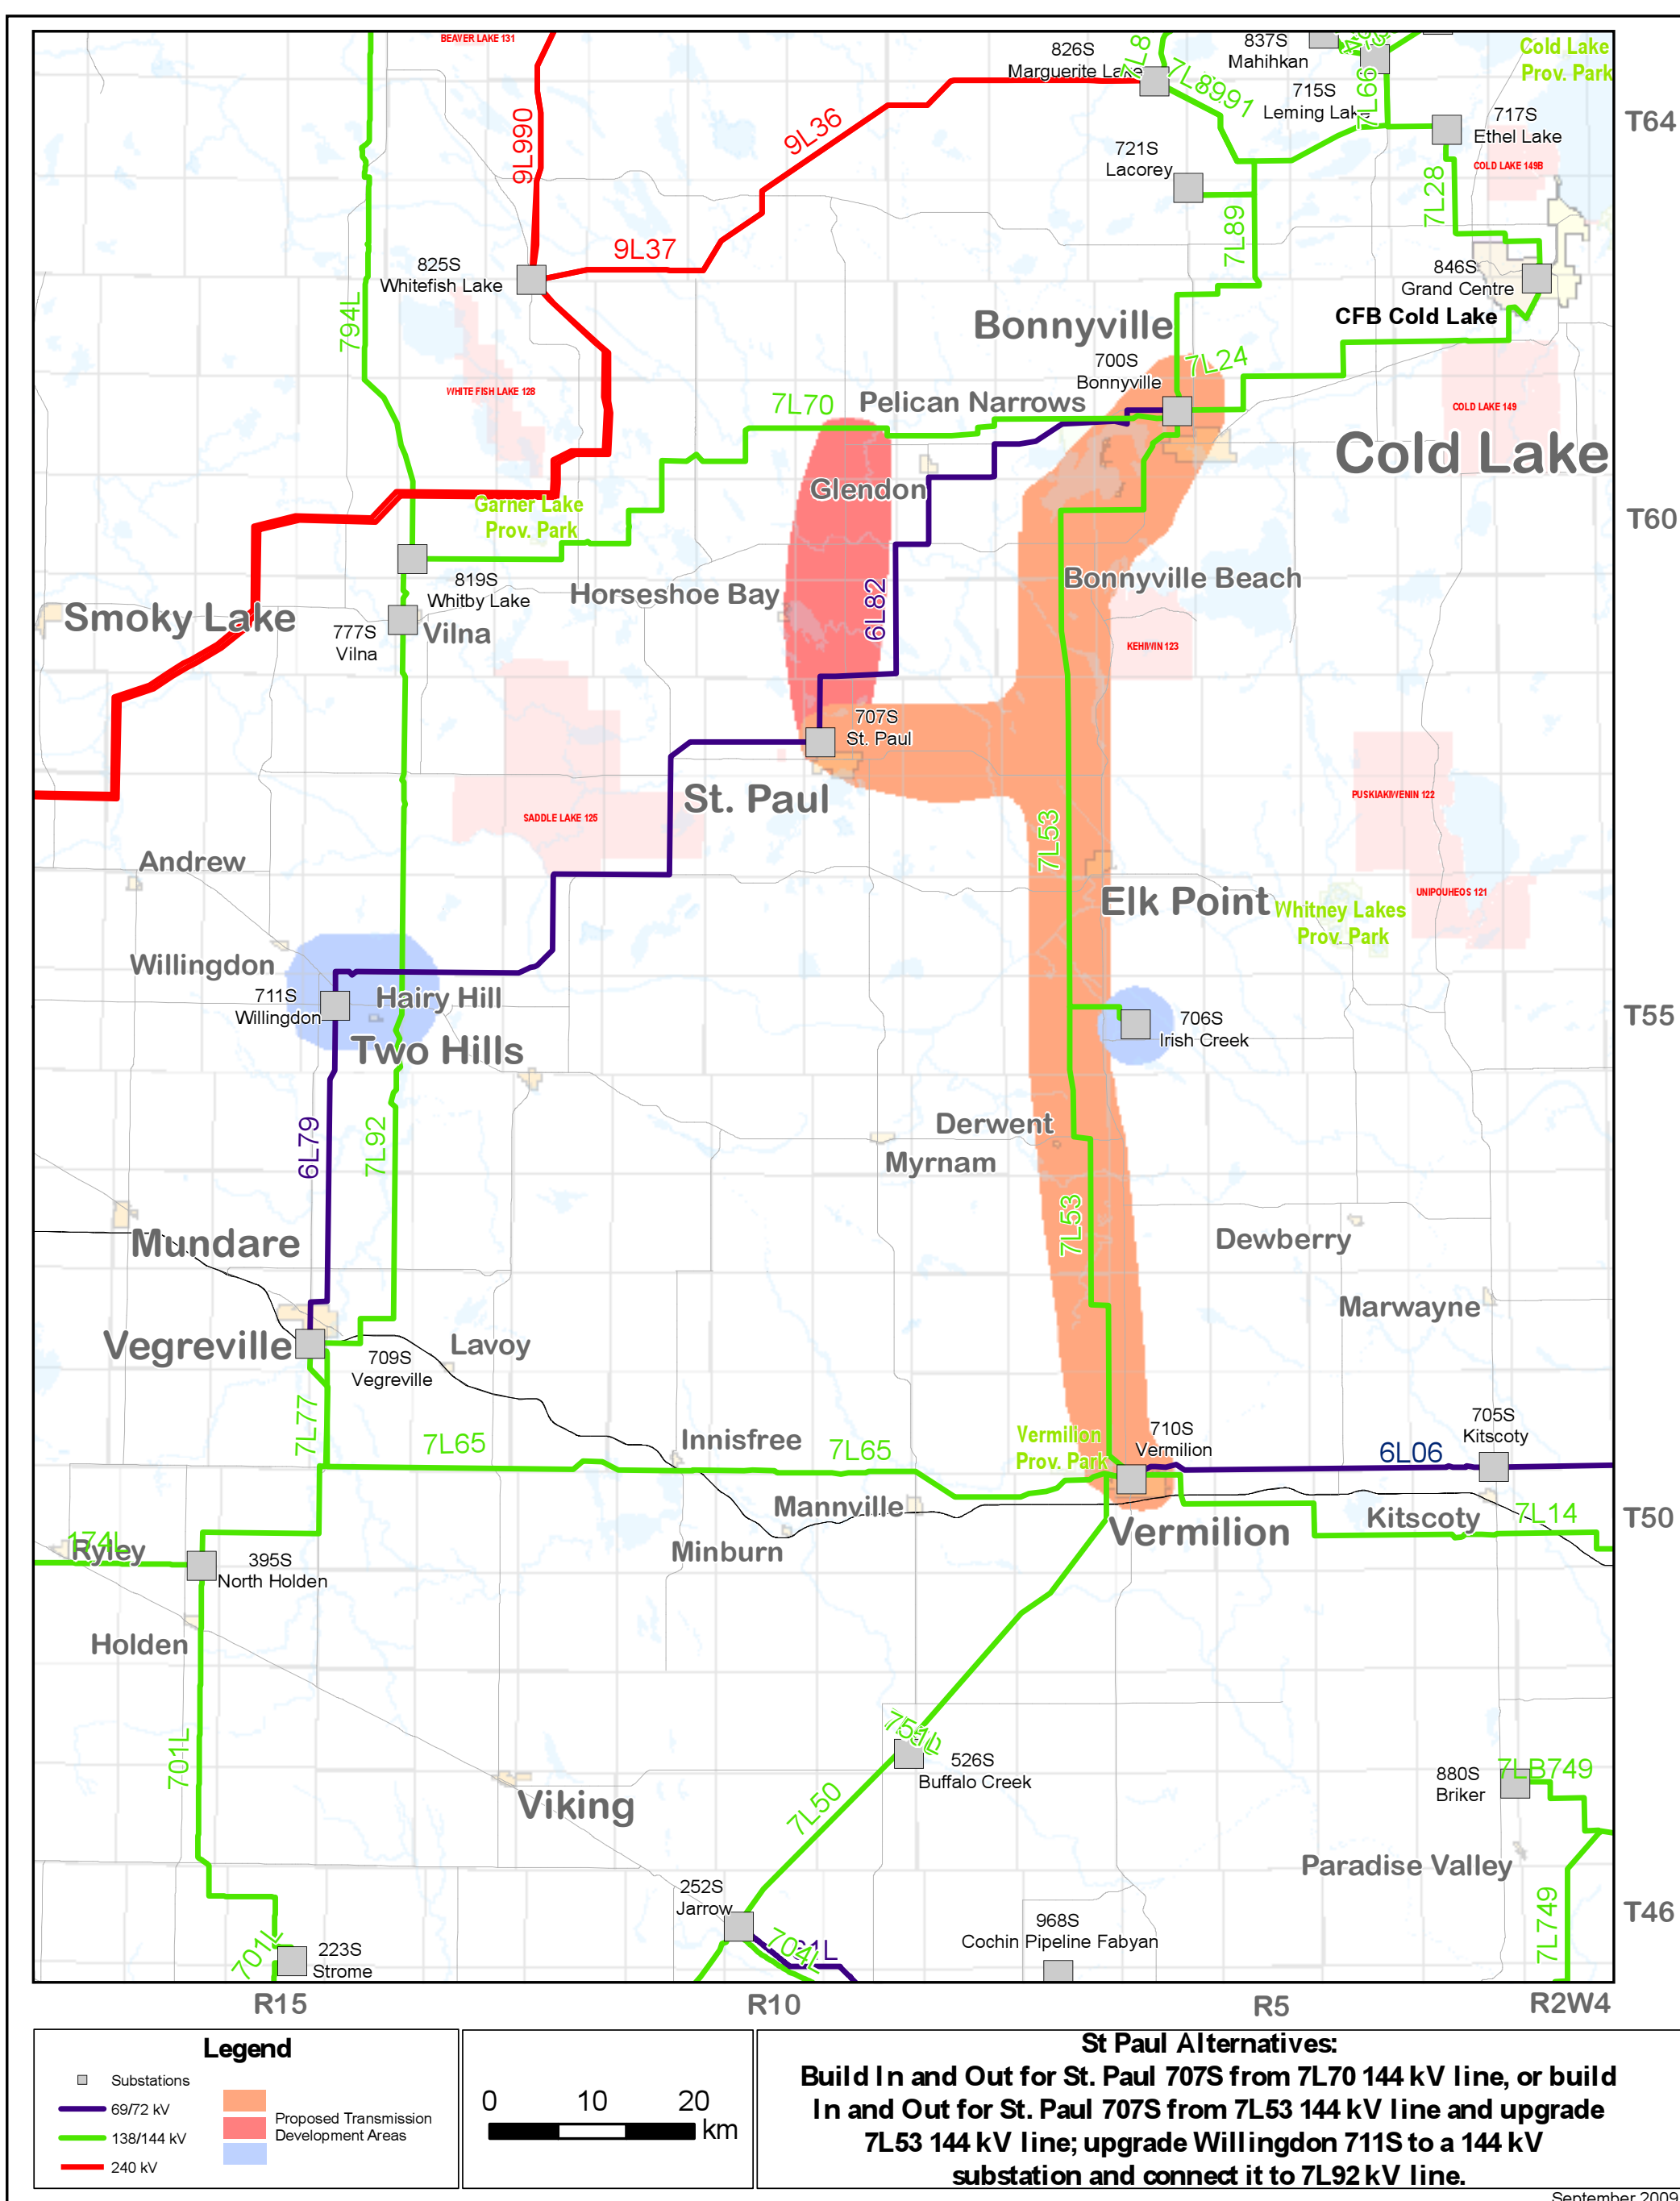 BEAVER LAKE 131
826S
Marguerite Lake
7L8
837S
Mahihkan
Cold Lake
Prov. Park
7L8991
715S
Leming Lake
7L66
717S
Ethel Lake
T64
9L990
9L36
721S
Lacorey
COLD LAKE 149B
7L28
7L89
9L37
825S
Whitefish Lake
846S
Grand Centre
CFB Cold Lake
794L
Bonnyville
700S
Bonnyville
7L24
WHITE FISH LAKE 128
7L70
Pelican Narrows
COLD LAKE 149
Cold Lake
Glendon
Garner Lake
Prov. Park
T60
819S
Whitby Lake
Horseshoe Bay
6L82
Bonnyville Beach
Smoky Lake
777S
Vilna
Vilna
KEHIWIN 123
707S
St. Paul
St. Paul
SADDLE LAKE 125
PUSKIAKIWENIN 122
7L53
Andrew
Elk Point
Whitney Lakes
Prov. Park
UNIPOUHEOS 121
Willingdon
711S
Willingdon
Hairy Hill
706S
Irish Creek
T55
Two Hills
6L79
7L92
Derwent
Myrnam
7L53
Mundare
Dewberry
Marwayne
Vegreville
709S
Vegreville
Lavoy
7L77
7L65
Innisfree
7L65
Vermilion
Prov. Park
710S
Vermilion
6L06
705S
Kitscoty
Mannville
Vermilion
Kitscoty
7L14
T50
174L
Ryley
395S
North Holden
Minburn
Holden
701L
751L
526S
Buffalo Creek
7L50
Viking
880S
Briker
7LB749
Paradise Valley
252S
Jarrow
704L
968S
Cochin Pipeline Fabyan
7L749
T46
701L
223S
Strome
R15
R10
R5
R2W4
Legend
Substations
69/72 kV
138/144 kV
240 kV
Proposed Transmission
Development Areas
0 10 20
km
St Paul Alternatives:
Build In and Out for St. Paul 707S from 7L70 144 kV line, or build
In and Out for St. Paul 707S from 7L53 144 kV line and upgrade
7L53 144 kV line; upgrade Willingdon 711S to a 144 kV
substation and connect it to 7L92 kV line.
September 2009